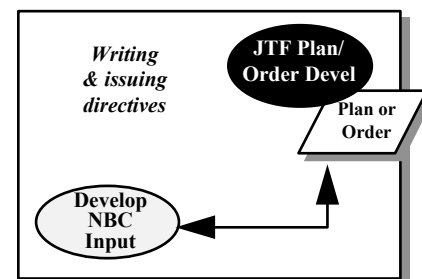 Writing
& issuing
directives
JTF Plan/
Order Devel
Plan or
Order
Develop
NBC
Input